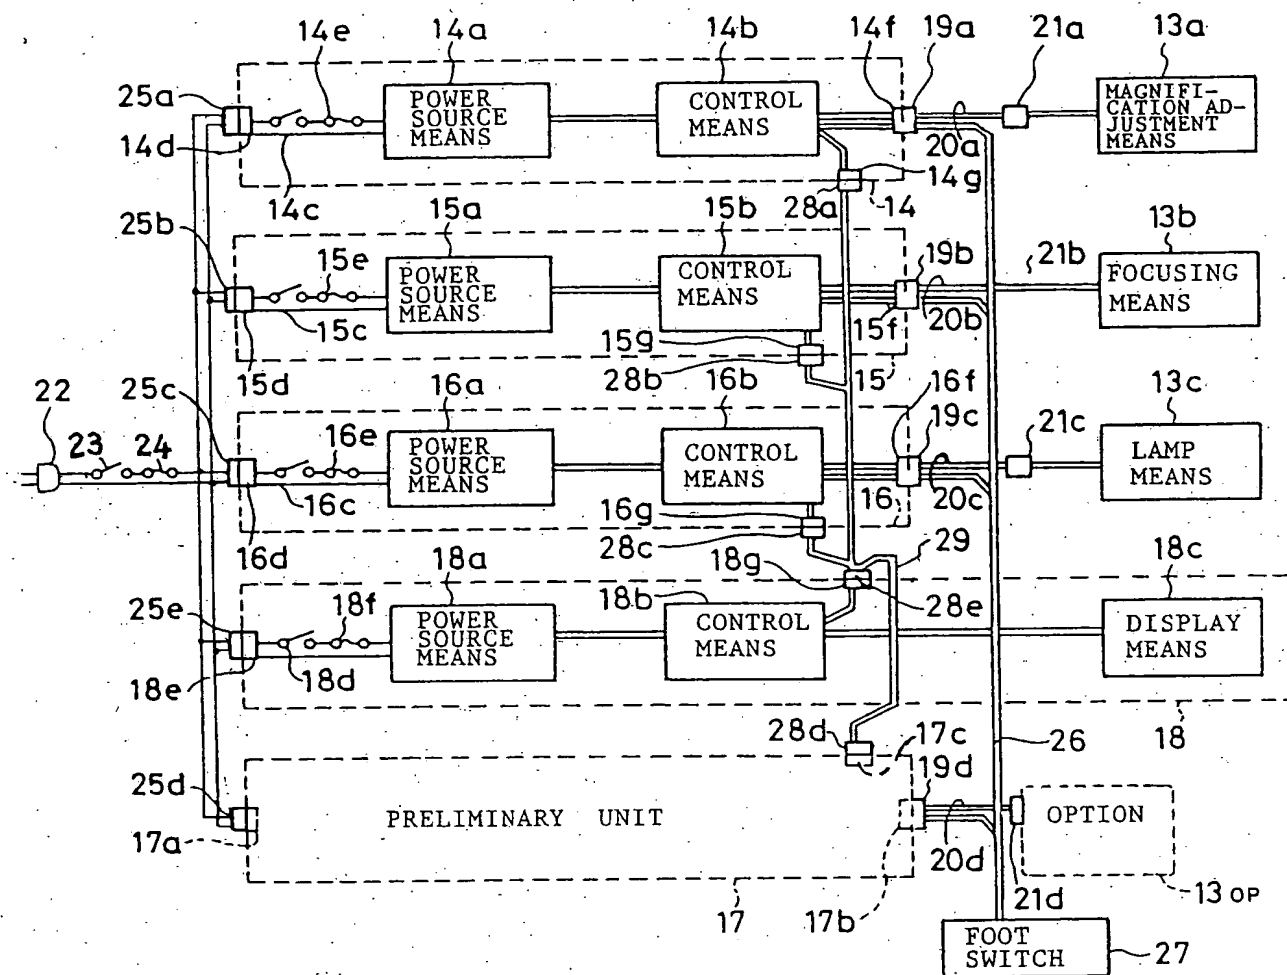 14e 14a 14b 14f 19a 21a 13a
25a
POWER SOURCE MEANS
CONTROL MEANS
MAGNIFI-
CATION AD-
JUSTMENT
MEANS
14d 20a
14c 28a 14g 14
25b 15a 15b 13b
15e 19b 21b
POWER SOURCE MEANS
CONTROL MEANS
FOCUSING MEANS
15c 15f 20b
15g
15d 28b 15
22 25c 16a 16b 16f 13c
23 24 16e 19c 21c
POWER SOURCE MEANS
CONTROL MEANS
LAMP MEANS
16c 16g 16 20c
16d 28c 29
18a 18g 18c
25e 18f 18b 28e
POWER SOURCE MEANS
CONTROL MEANS
DISPLAY MEANS
18e 18d
28d 17c 26 18
25d 19d
PRELIMINARY UNIT
OPTION
17a 20d
17 17b 21d 13OP
FOOT SWITCH
27